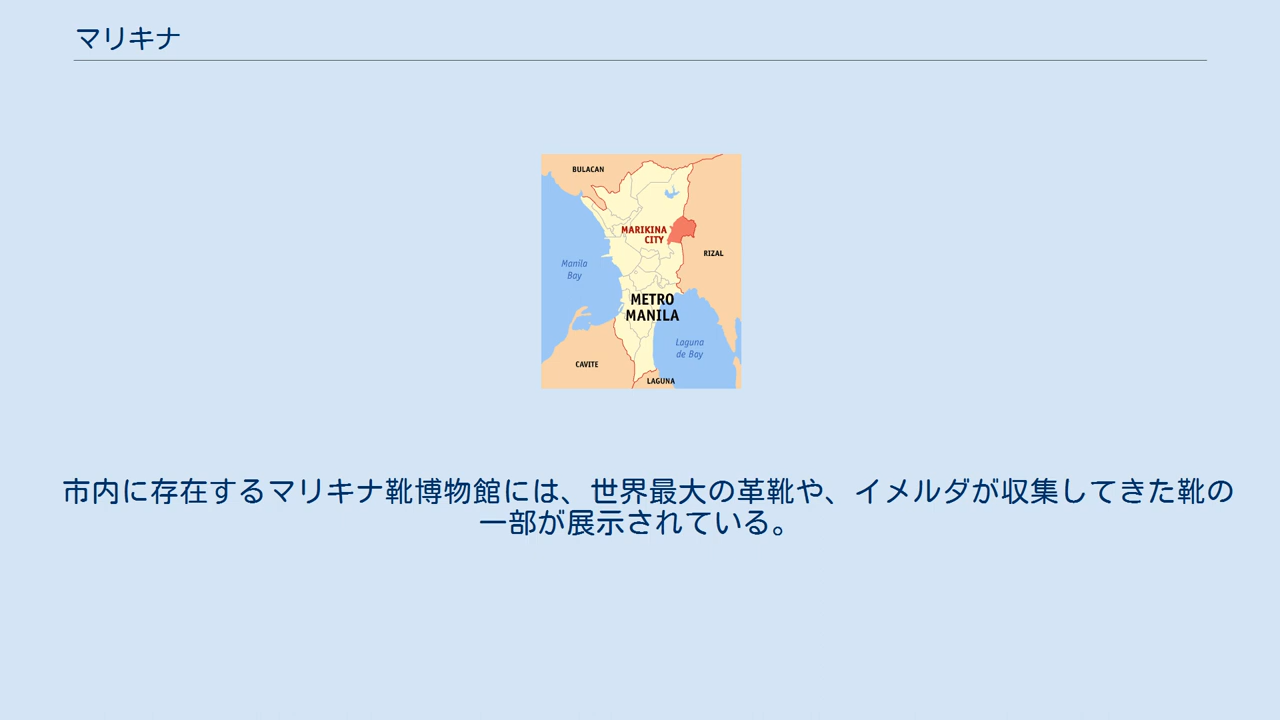 マリキナ
BULACAN
MARIKINA
CITY
RIZAL
Manila
Bay
METRO
MANILA
Laguna
de Bay
CAVITE
LAGUNA
市内に存在するマリキナ靴博物館には、世界最大の革靴や、イメルダが収集してきた靴の
一部が展示されている。